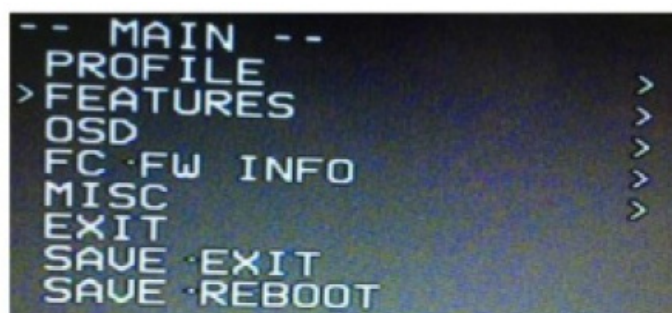 -- MAIN --
PROFILE >
>FEATURES >
OSD >
FC·FW INFO >
MISC >
EXIT
SAVE·EXIT
SAVE·REBOOT